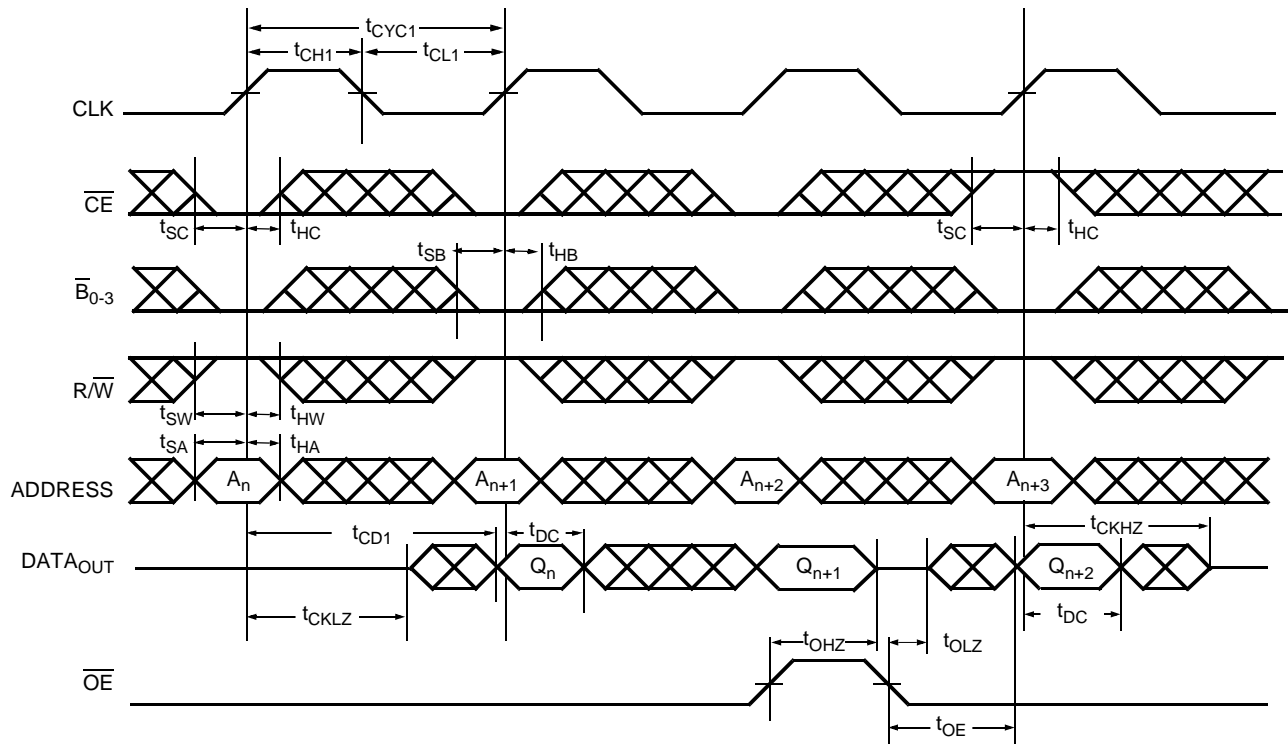 tCYC1
tCH1
tCL1
CLK
CE
tSC
tHC
tSC
tHC
tSB
tHB
B0-3
R/W
tSW
tHW
tSA
tHA
ADDRESS
An
An+1
An+2
An+3
tCD1
tDC
tCKHZ
DATAOUT
Qn
Qn+1
Qn+2
tCKLZ
tDC
tOHZ
tOLZ
OE
tOE